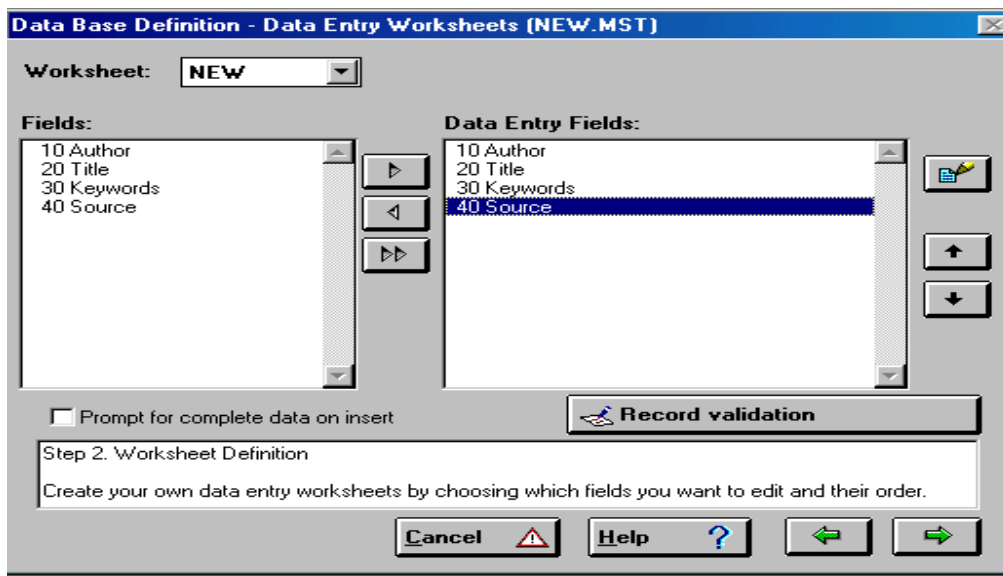 Data Base Definition - Data Entry Worksheets (NEW.MST)
Worksheet: NEW
Fields:
10 Author
20 Title
30 Keywords
40 Source
Data Entry Fields:
10 Author
20 Title
30 Keywords
40 Source
Prompt for complete data on insert
Record validation
Step 2. Worksheet Definition
Create your own data entry worksheets by choosing which fields you want to edit and their order.
Cancel Help ?